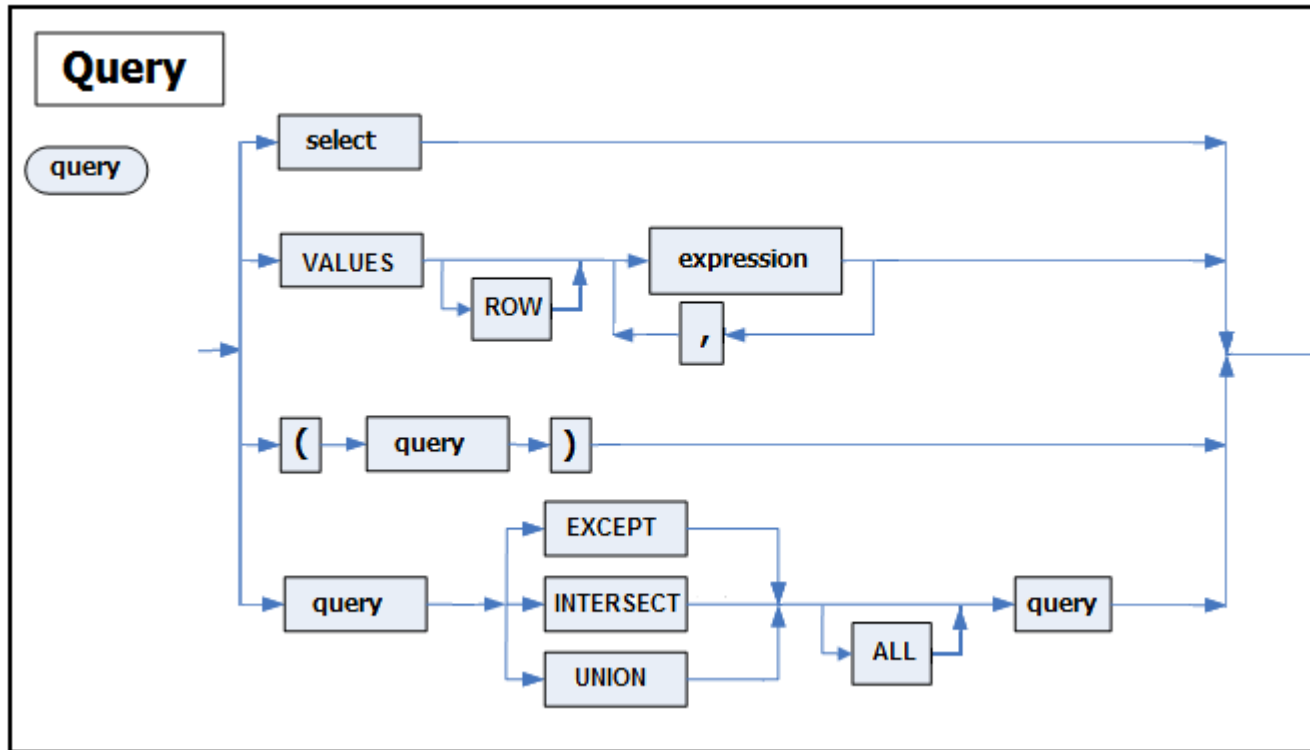 Query
query
select
VALUES
ROW
expression
,
(
query
)
query
EXCEPT
INTERSECT
UNION
ALL
query